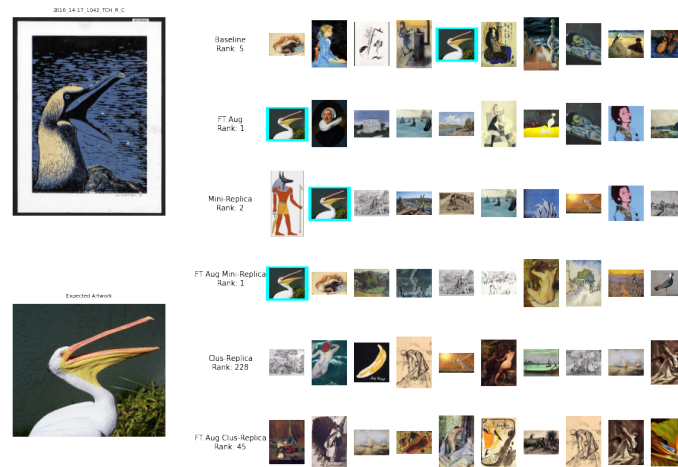 2016_14-17_1042_TCH_R_C
Baseline
Rank: 5
FT Aug
Rank: 1
Mini-Replica
Rank: 2
Expected Artwork
FT Aug Mini-Replica
Rank: 1
Clus-Replica
Rank: 228
FT Aug Clus-Replica
Rank: 45